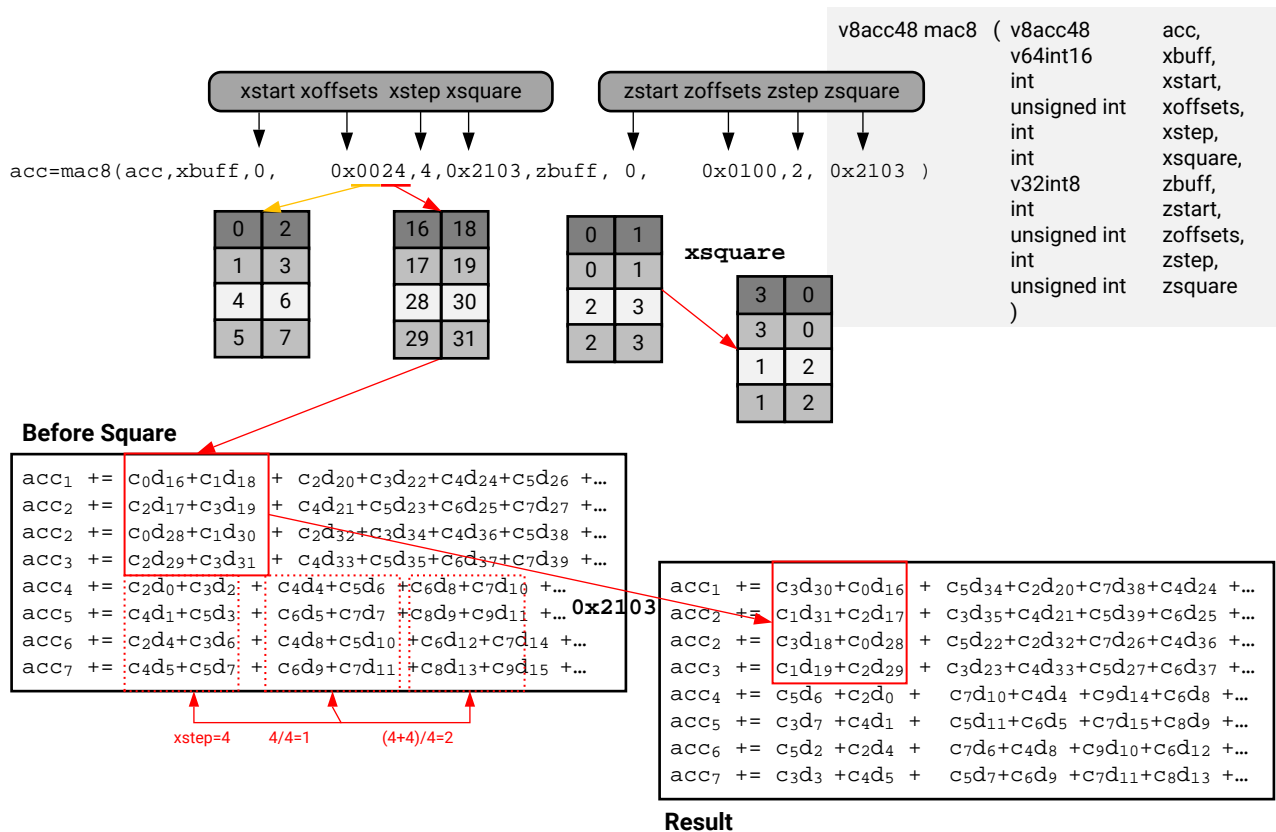 v8acc48 mac8 ( v8acc48 acc,
v64int16 xbuff,
int xstart,
unsigned int xoffsets,
int xstep,
int xsquare,
v32int8 zbuff,
int zstart,
unsigned int zoffsets,
int zstep,
unsigned int zsquare
)
xstart xoffsets xstep xsquare
zstart zoffsets zstep zsquare
acc=mac8(acc,xbuff,0, 0x0024,4,0x2103,zbuff, 0, 0x0100,2, 0x2103 )
0 2
1 3
4 6
5 7
16 18
17 19
28 30
29 31
0 1
0 1
2 3
2 3
xsquare
3 0
3 0
1 2
1 2
Before Square
acc₁ += c₀d₁₆+c₁d₁₈ + c₂d₂₀+c₃d₂₂+c₄d₂₄+c₅d₂₆ +…
acc₂ += c₂d₁₇+c₃d₁₉ + c₄d₂₁+c₅d₂₃+c₆d₂₅+c₇d₂₇ +…
acc₂ += c₀d₂₈+c₁d₃₀ + c₂d₃₂+c₃d₃₄+c₄d₃₆+c₅d₃₈ +…
acc₃ += c₂d₂₉+c₃d₃₁ + c₄d₃₃+c₅d₃₅+c₆d₃₇+c₇d₃₉ +…
acc₄ += c₂d₀+c₃d₂ + c₄d₄+c₅d₆ +c₆d₈+c₇d₁₀ +…
acc₅ += c₄d₁+c₅d₃ + c₆d₅+c₇d₇ +c₈d₉+c₉d₁₁ +…
acc₆ += c₂d₄+c₃d₆ + c₄d₈+c₅d₁₀ +c₆d₁₂+c₇d₁₄ +…
acc₇ += c₄d₅+c₅d₇ + c₆d₉+c₇d₁₁ +c₈d₁₃+c₉d₁₅ +…
xstep=4 4/4=1 (4+4)/4=2
0x2103
acc₁ += c₃d₃₀+c₀d₁₆ + c₅d₃₄+c₂d₂₀+c₇d₃₈+c₄d₂₄ +…
acc₂ += c₁d₃₁+c₂d₁₇ + c₃d₃₅+c₄d₂₁+c₅d₃₉+c₆d₂₅ +…
acc₂ += c₃d₁₈+c₀d₂₈ + c₅d₂₂+c₂d₃₂+c₇d₂₆+c₄d₃₆ +…
acc₃ += c₁d₁₉+c₂d₂₉ + c₃d₂₃+c₄d₃₃+c₅d₂₇+c₆d₃₇ +…
acc₄ += c₅d₆ +c₂d₀ + c₇d₁₀+c₄d₄ +c₉d₁₄+c₆d₈ +…
acc₅ += c₃d₇ +c₄d₁ + c₅d₁₁+c₆d₅ +c₇d₁₅+c₈d₉ +…
acc₆ += c₅d₂ +c₂d₄ + c₇d₆+c₄d₈ +c₉d₁₀+c₆d₁₂ +…
acc₇ += c₃d₃ +c₄d₅ + c₅d₇+c₆d₉ +c₇d₁₁+c₈d₁₃ +…
Result